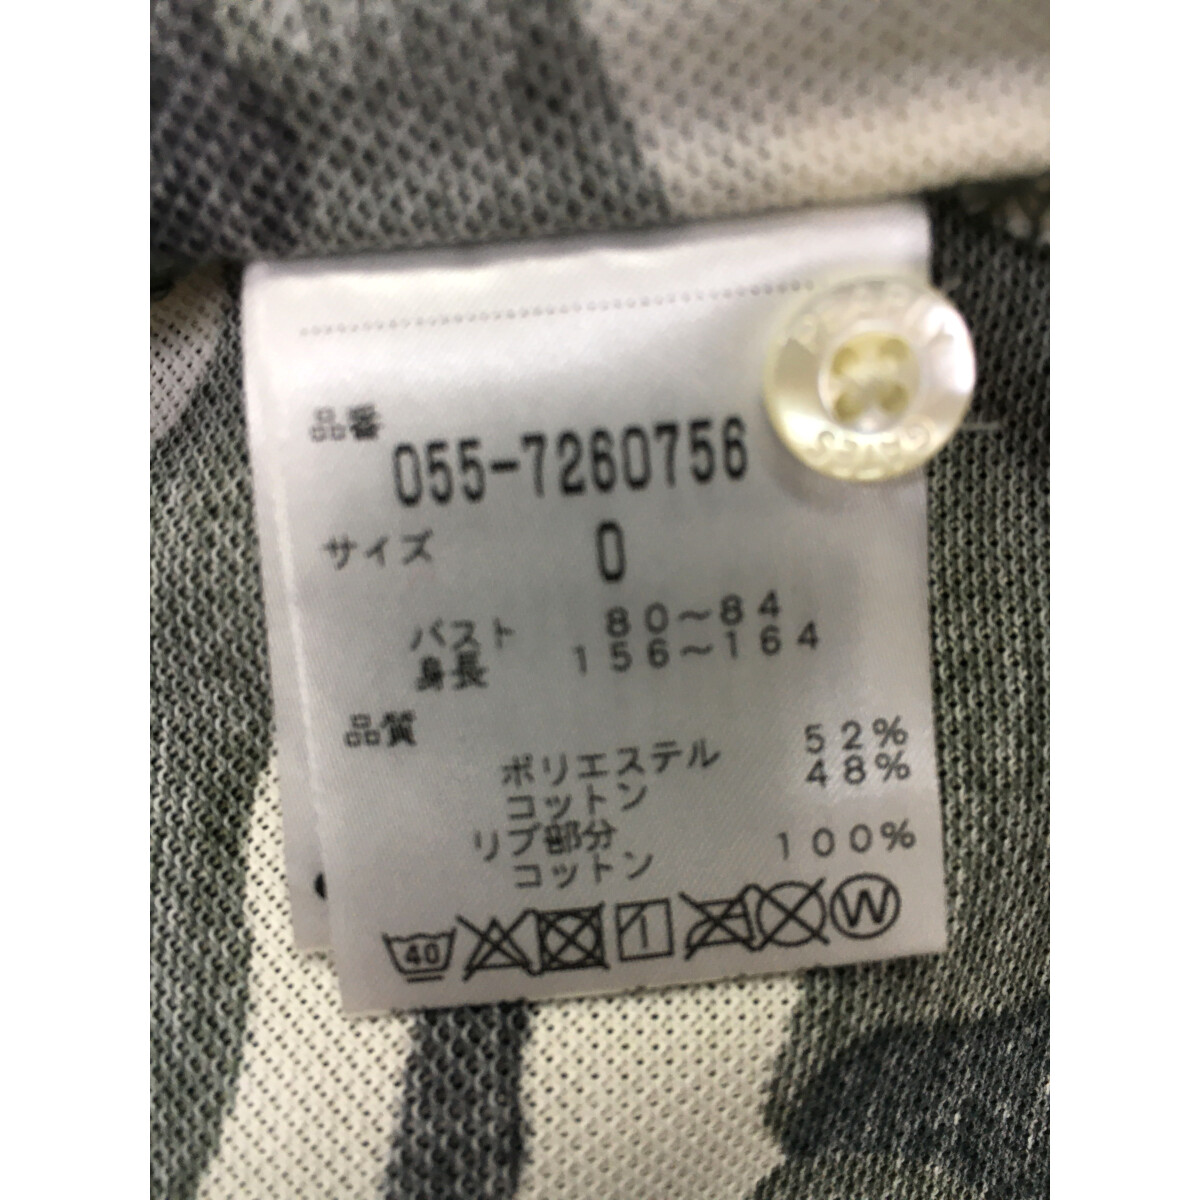 品番
055-7260756
サイズ 0
バスト 80~84
身長 156~164
品質
ポリエステル 52%
コットン 48%
リブ部分
コットン 100%
40 W